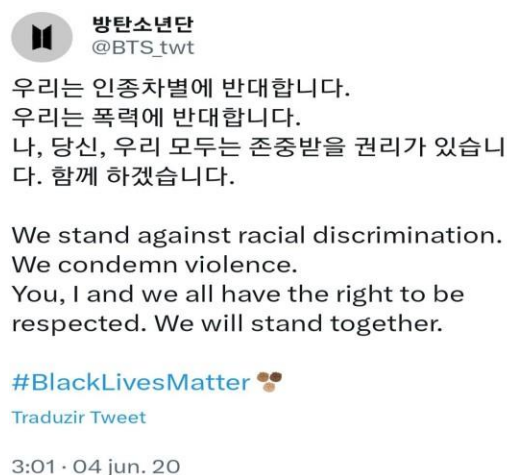 방탄소년단
@BTS_twt
우리는 인종차별에 반대합니다.
우리는 폭력에 반대합니다.
나, 당신, 우리 모두는 존중받을 권리가 있습니
다. 함께 하겠습니다.
We stand against racial discrimination.
We condemn violence.
You, I and we all have the right to be
respected. We will stand together.
#BlackLivesMatter
Traduzir Tweet
3:01 · 04 jun. 20